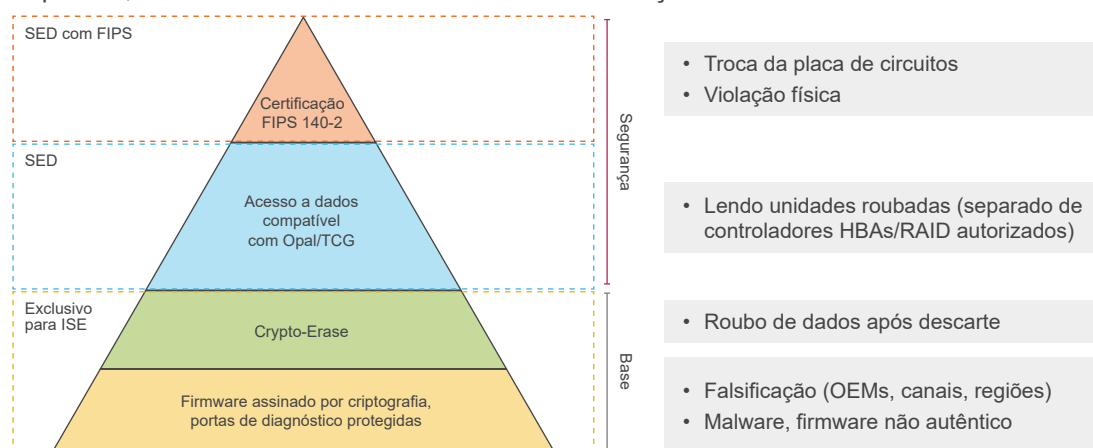 SED com FIPS
Certificação
FIPS 140-2
• Troca da placa de circuitos
• Violação física
Segurança
SED
Acesso a dados
compatível
com Opal/TCG
• Lendo unidades roubadas (separado de
controladores HBAs/RAID autorizados)
Exclusivo
para ISE
Crypto-Erase
• Roubo de dados após descarte
Base
Firmware assinado por criptografia,
portas de diagnóstico protegidas
• Falsificação (OEMs, canais, regiões)
• Malware, firmware não autêntico